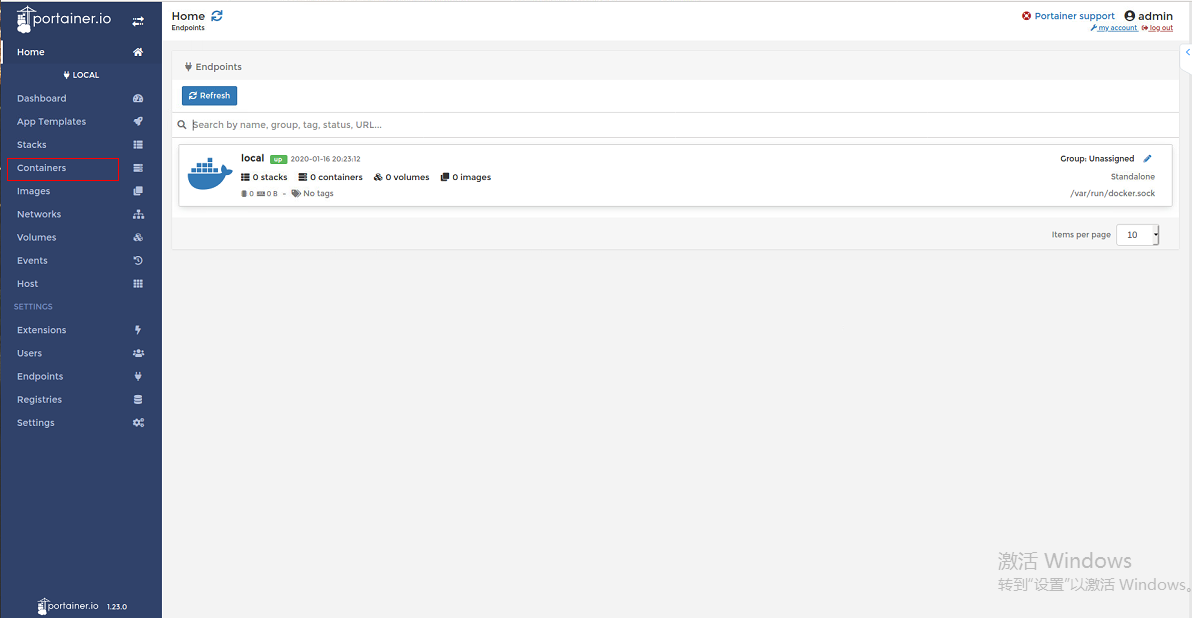 portainer.io
Home
LOCAL
Dashboard
App Templates
Stacks
Containers
Images
Networks
Volumes
Events
Host
SETTINGS
Extensions
Users
Endpoints
Registries
Settings
portainer.io 1.23.0
Home
Endpoints
Portainer support admin
my account log out
Endpoints
Refresh
Search by name, group, tag, status, URL...
local up 2020-01-16 20:23:12
Group: Unassigned
0 stacks 0 containers 0 volumes 0 images
Standalone
0 0 B - No tags
/var/run/docker.sock
Items per page 10
激活 Windows
转到"设置"以激活 Windows。